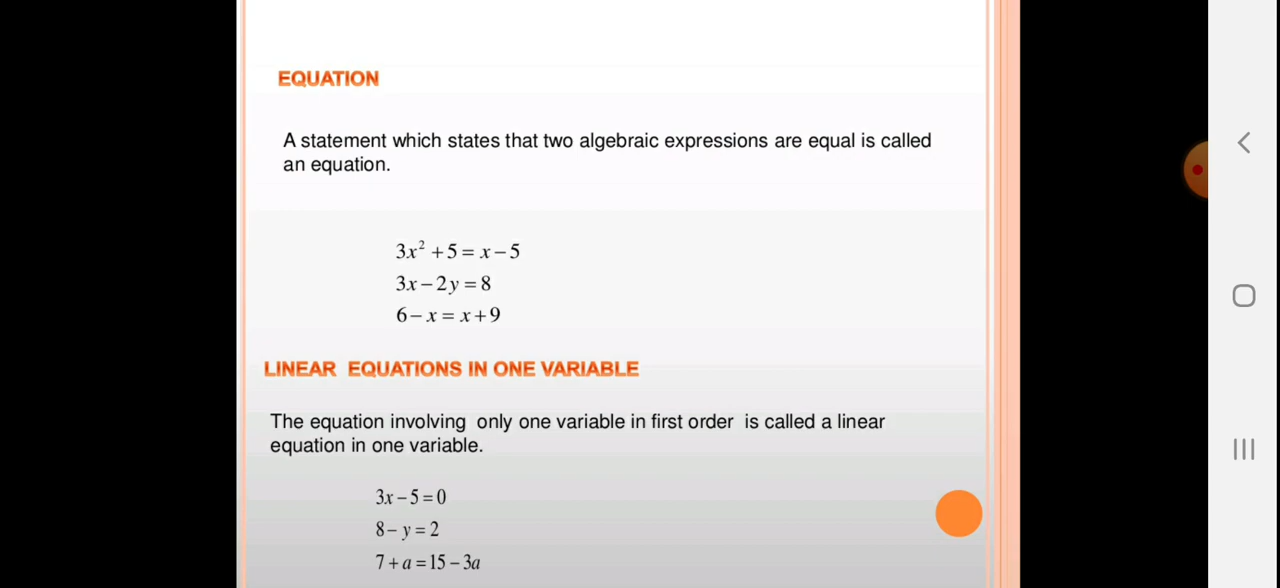 EQUATION
A statement which states that two algebraic expressions are equal is called
an equation.
3x² + 5 = x − 5
3x − 2y = 8
6 − x = x + 9
LINEAR EQUATIONS IN ONE VARIABLE
The equation involving only one variable in first order is called a linear
equation in one variable.
3x − 5 = 0
8 − y = 2
7 + a = 15 − 3a